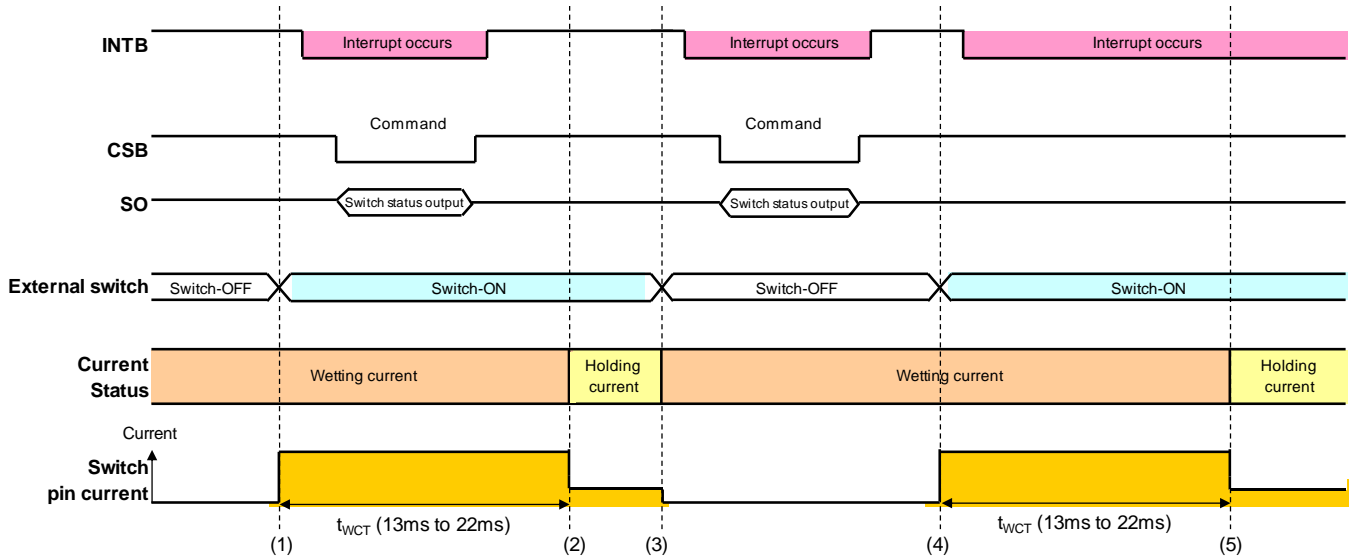 INTB
Interrupt occurs
Interrupt occurs
Interrupt occurs
Command
Command
CSB
SO
Switch status output
Switch status output
External switch
Switch-OFF
Switch-ON
Switch-OFF
Switch-ON
Current
Status
Wetting current
Holding
current
Wetting current
Holding
current
Current
Switch
pin current
tWCT (13ms to 22ms)
tWCT (13ms to 22ms)
(1)
(2)
(3)
(4)
(5)